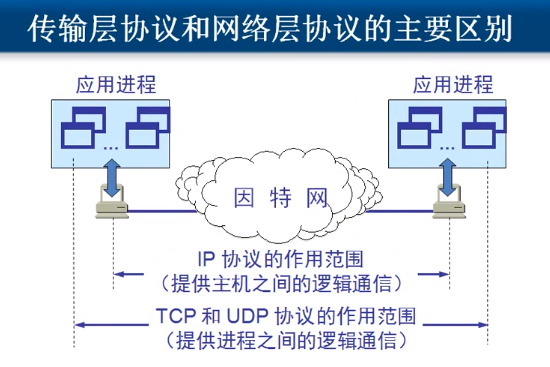 传输层协议和网络层协议的主要区别
应用进程 应用进程
... ...
因特网
IP 协议的作用范围
（提供主机之间的逻辑通信）
TCP 和 UDP 协议的作用范围
（提供进程之间的逻辑通信）